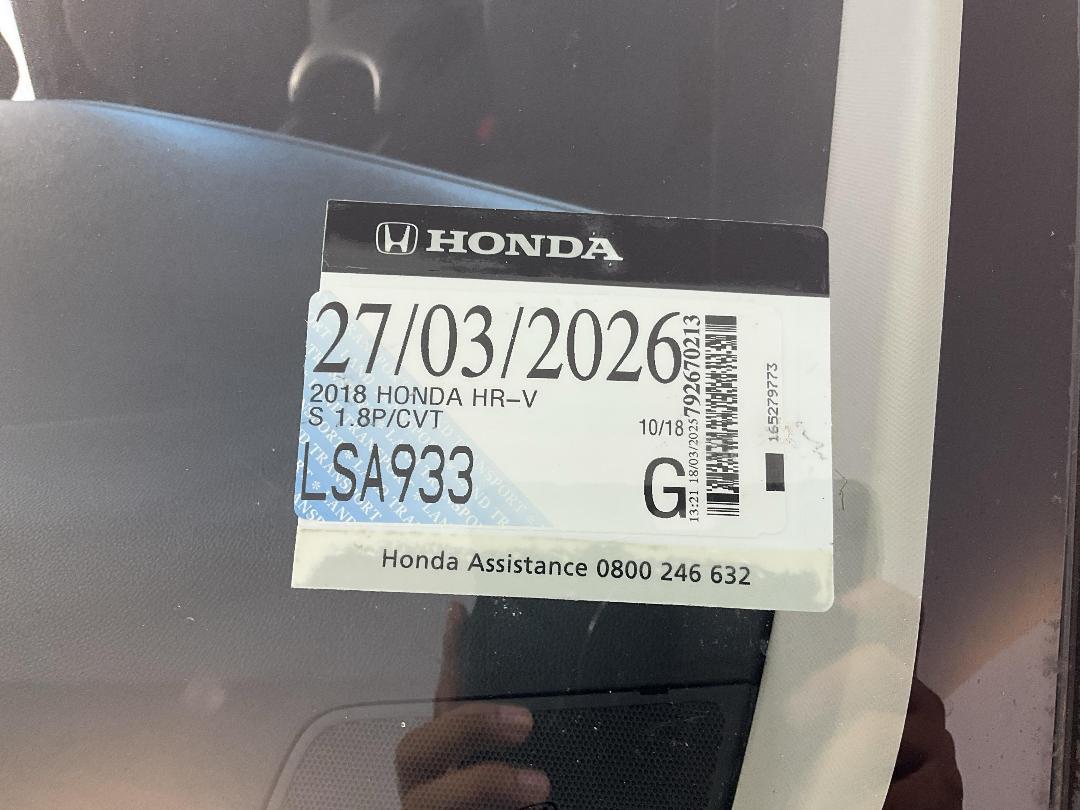 HONDA
27/03/2026
2018 HONDA HR-V
S 1.8P/CVT
10/18
LSA933
G
13:21 18/03/2025
792670213
165279773
Honda Assistance 0800 246 632